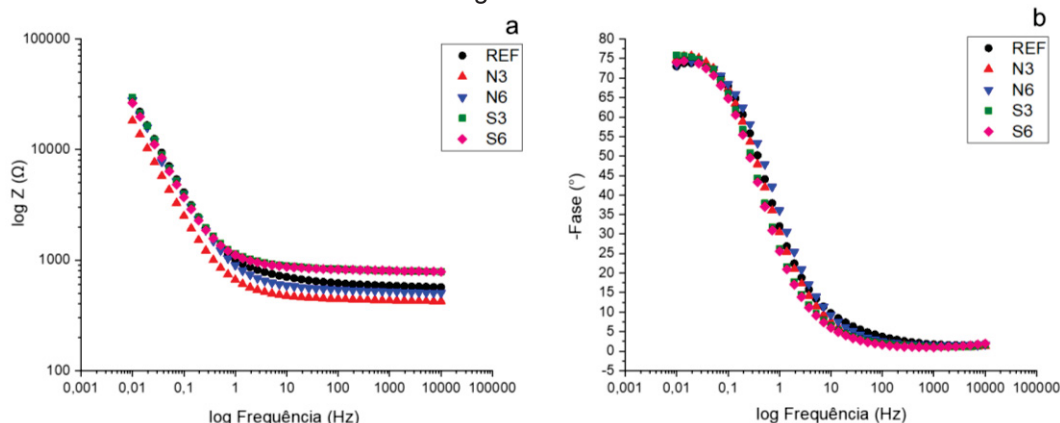 a
100000
10000
1000
100
log Z (Ω)
0,001 0,01 0,1 1 10 100 1000 10000 100000
log Frequência (Hz)
REF
N3
N6
S3
S6
b
80
75
70
65
60
55
50
45
40
35
30
25
20
15
10
5
0
-5
-Fase (°)
0,001 0,01 0,1 1 10 100 1000 10000 100000
log Frequência (Hz)
REF
N3
N6
S3
S6